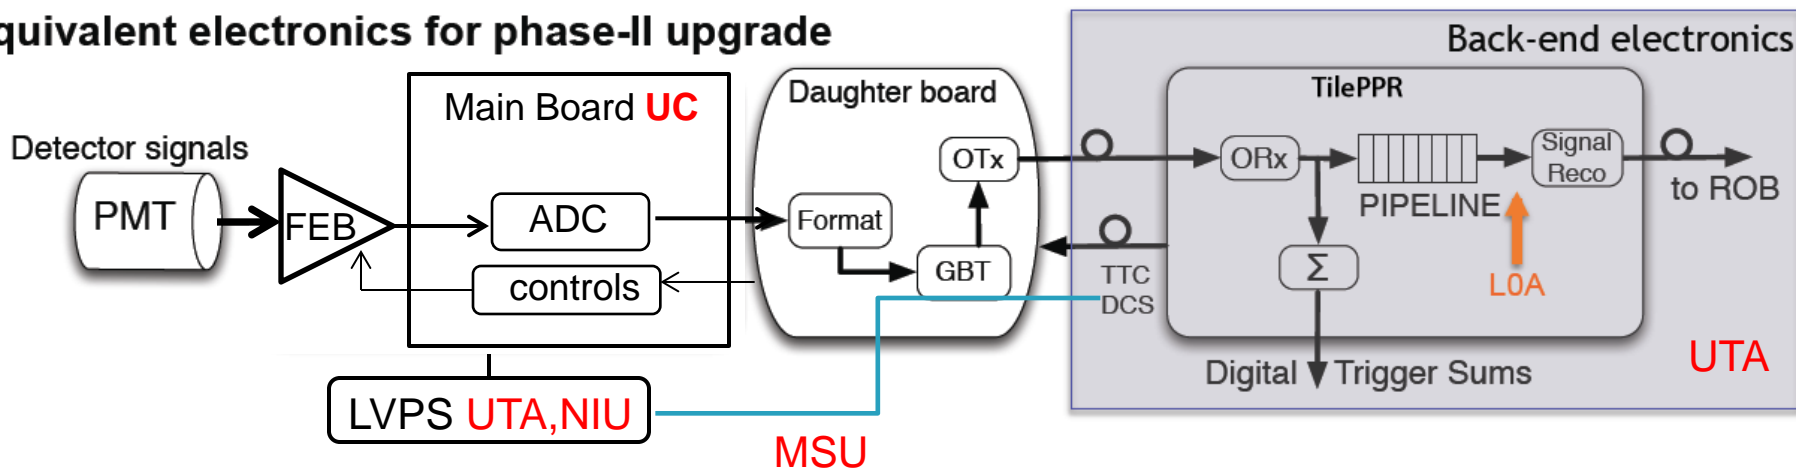 quivalent electronics for phase-II upgrade
Back-end electronics
Main Board UC
Daughter board
TilePPR
Detector signals
PMT
FEB
ADC
controls
Format
GBT
OTx
TTC
DCS
ORx
PIPELINE
Signal
Reco
to ROB
Σ
L0A
Digital Trigger Sums
UTA
LVPS UTA,NIU
MSU